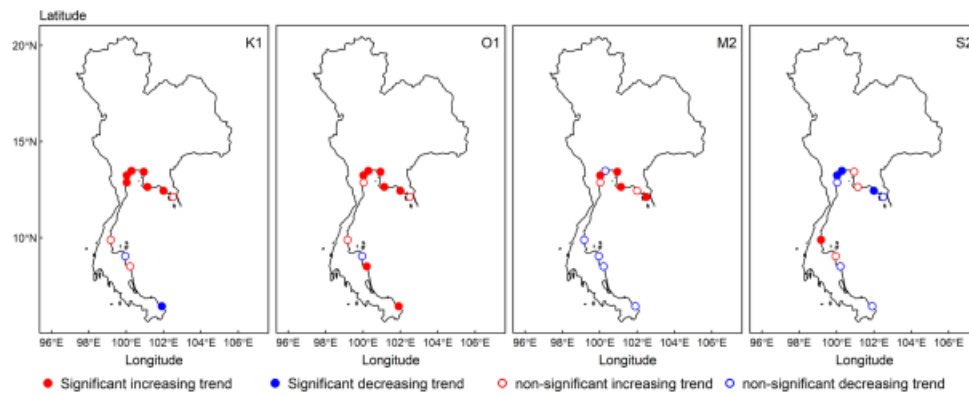 Latitude
K1 O1 M2 S2
20°N
15°N
10°N
96°E 98°E 100°E 102°E 104°E 106°E 96°E 98°E 100°E 102°E 104°E 106°E 96°E 98°E 100°E 102°E 104°E 106°E 96°E 98°E 100°E 102°E 104°E 106°E
Longitude Longitude Longitude Longitude
Significant increasing trend Significant decreasing trend non-significant increasing trend non-significant decreasing trend